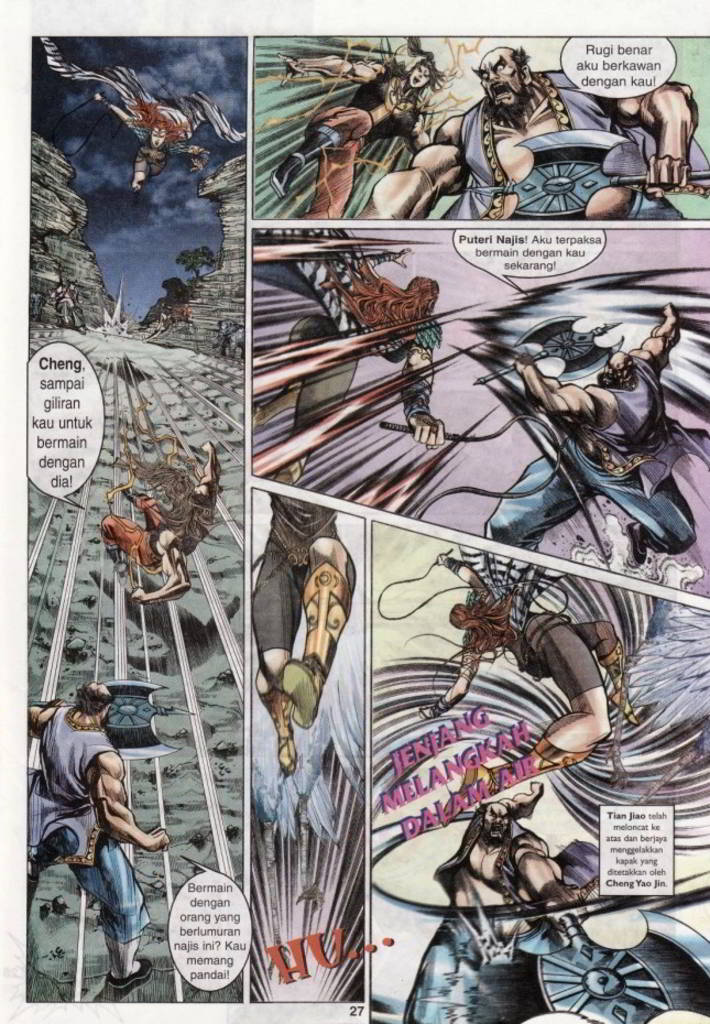 Cheng,
sampai
giliran
kau untuk
bermain
dengan
dia!
Bermain
dengan
orang yang
berlumuran
najis ini? Kau
memang
pandai!
Rugi benar
aku berkawan
dengan kau!
Puteri Najis! Aku terpaksa
bermain dengan kau
sekarang!
HU...
JENJANG
MELANGKAH
DALAM AIR
Tian Jiao telah
meloncat ke
atas dan berjaya
menggelakkan
kapak yang
ditetakkan oleh
Cheng Yao Jin.
27